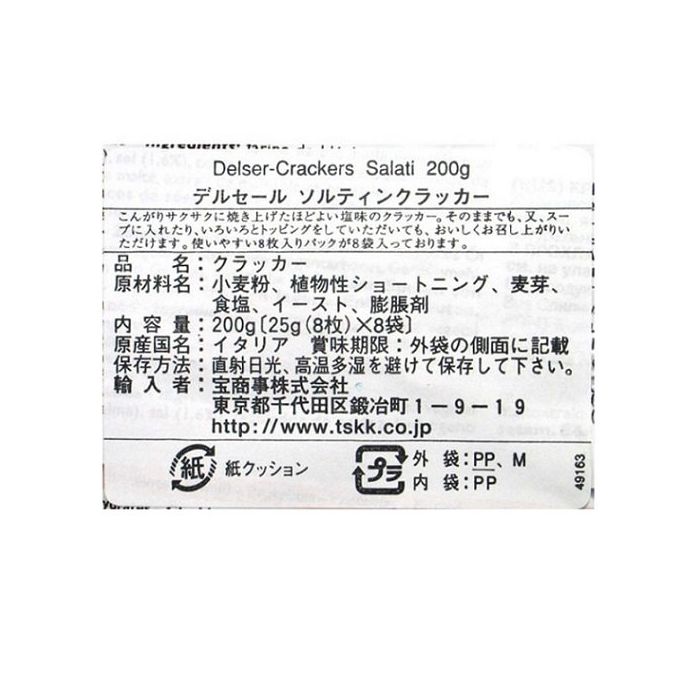 Ingredients:
Delser-Crackers Salati 200g
デルセール ソルティンクラッカー
こんがりサクサクに焼き上げたほどよい塩味のクラッカー。そのままでも、又、スープ
に入れたり、いろいろとトッピングをしていただいても、おいしくお召し上がりい
ただけます。使いやすい8枚入りパックが8袋入っております。
品 名：クラッカー
原材料名：小麦粉、植物性ショートニング、麦芽、
食塩、イースト、膨脹剤
内 容 量：200g〔25g(8枚)×8袋〕
原産国名：イタリア 賞味期限：外袋の側面に記載
保存方法：直射日光、高温多湿を避けて保存して下さい。
輸 入 者：宝商事株式会社
東京都千代田区鍛冶町1－9－19
http://www.tskk.co.jp
紙 紙クッション
プラ 外 袋：PP、M
内 袋：PP
49163